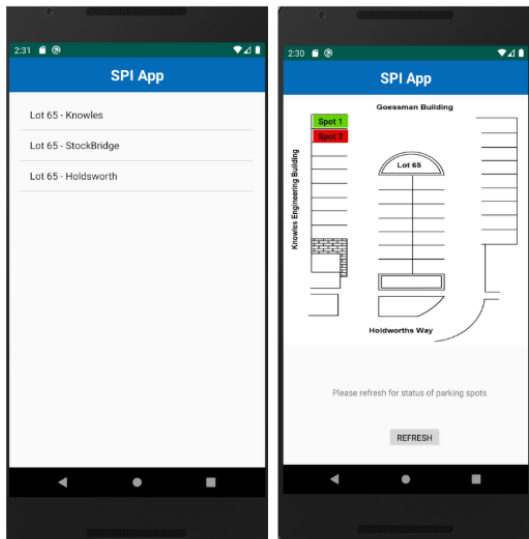 2:31
SPI App
Lot 65 - Knowles
Lot 65 - StockBridge
Lot 65 - Holdsworth
2:30
SPI App
Goessman Building
Spot 1
Spot 2
Knowles Engineering Building
Lot 65
Holdworths Way
Please refresh for status of parking spots
REFRESH